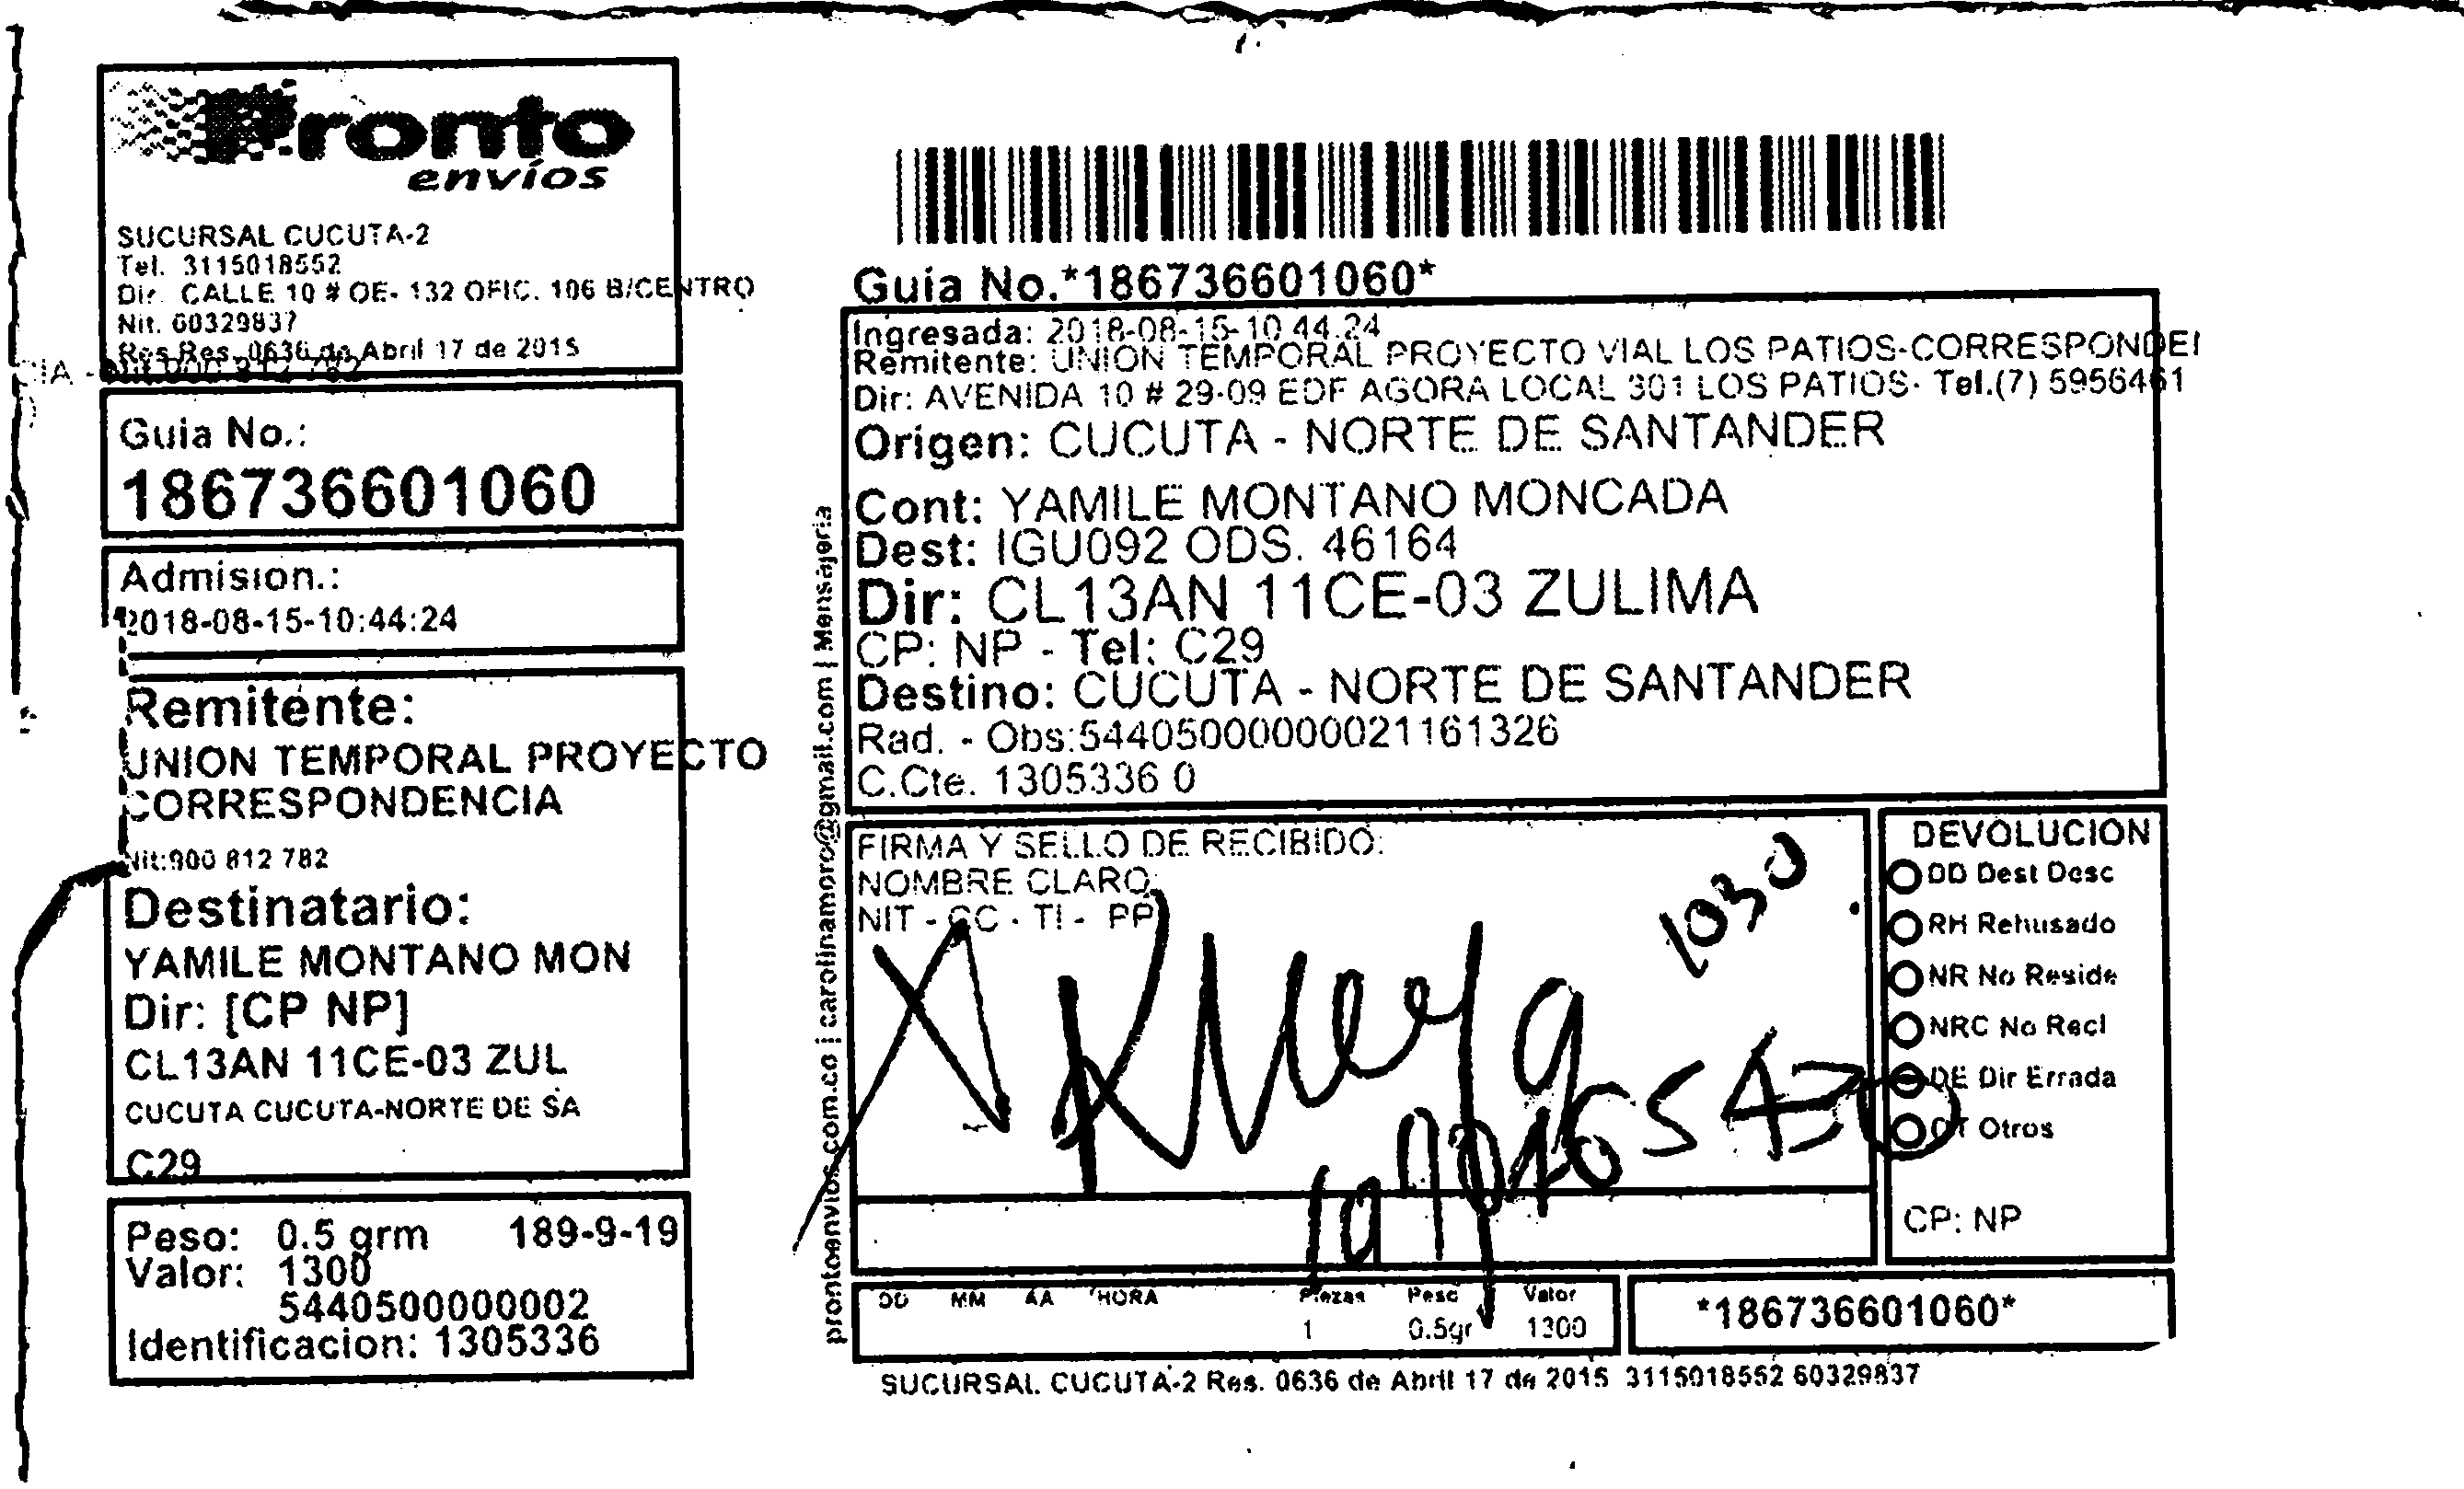 Pronto
envíos
SUCURSAL CUCUTA-2
Tel. 3115018552
Dir. CALLE 10 # OE- 132 OFIC. 106 B/CENTRO
Nit. 60329837
Res Res. 0636 de Abril 17 de 2015
CIA - Nit 900 812 782
Guia No.:
186736601060
Admision.:
2018-08-15-10:44:24
Remitente:
UNION TEMPORAL PROYECTO
CORRESPONDENCIA
Nit:900 812 782
Destinatario:
YAMILE MONTANO MON
Dir: [CP NP]
CL13AN 11CE-03 ZUL
CUCUTA CUCUTA-NORTE DE SA
C29
Peso: 0.5 grm 189-9-19
Valor: 1300
5440500000002
Identificacion: 1305336
prontoenvios.com.co | carolinamoro@gmail.com | Mensajeria
Guia No.*186736601060*
Ingresada: 2018-08-15-10:44:24
Remitente: UNION TEMPORAL PROYECTO VIAL LOS PATIOS-CORRESPONDEI
Dir: AVENIDA 10 # 29-09 EDF AGORA LOCAL 301 LOS PATIOS- Tel.(7) 5956461
Origen: CUCUTA - NORTE DE SANTANDER
Cont: YAMILE MONTANO MONCADA
Dest: IGU092 ODS. 46164
Dir: CL13AN 11CE-03 ZULIMA
CP: NP - Tel: C29
Destino: CUCUTA - NORTE DE SANTANDER
Rad. - Obs:544050000000021161326
C.Cte. 1305336 0
FIRMA Y SELLO DE RECIBIDO:
NOMBRE CLARO:
NIT - CC - TI - PP
1030
DEVOLUCION
DD Dest Desc
RH Rehusado
NR No Reside
NRC No Recl
DE Dir Errada
OT Otros
CP: NP
DD MM AA HORA Piezas Peso Valor
1 0.5gr 1300
*186736601060*
SUCURSAL CUCUTA-2 Res. 0636 de Abril 17 de 2015 3115018552 60329837